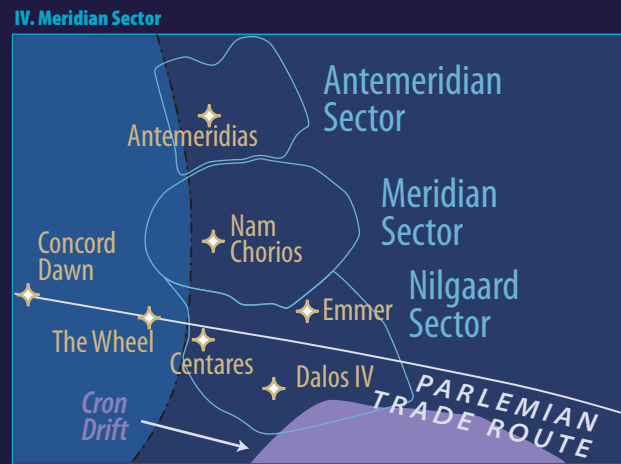 IV. Meridian Sector
Antemeridian
Sector
Antemeridias
Meridian
Sector
Nam
Chorios
Concord
Dawn
Nilgaard
Sector
Emmer
The Wheel
Centares
Dalos IV
Cron
Drift
PARLEMIAN
TRADE ROUTE